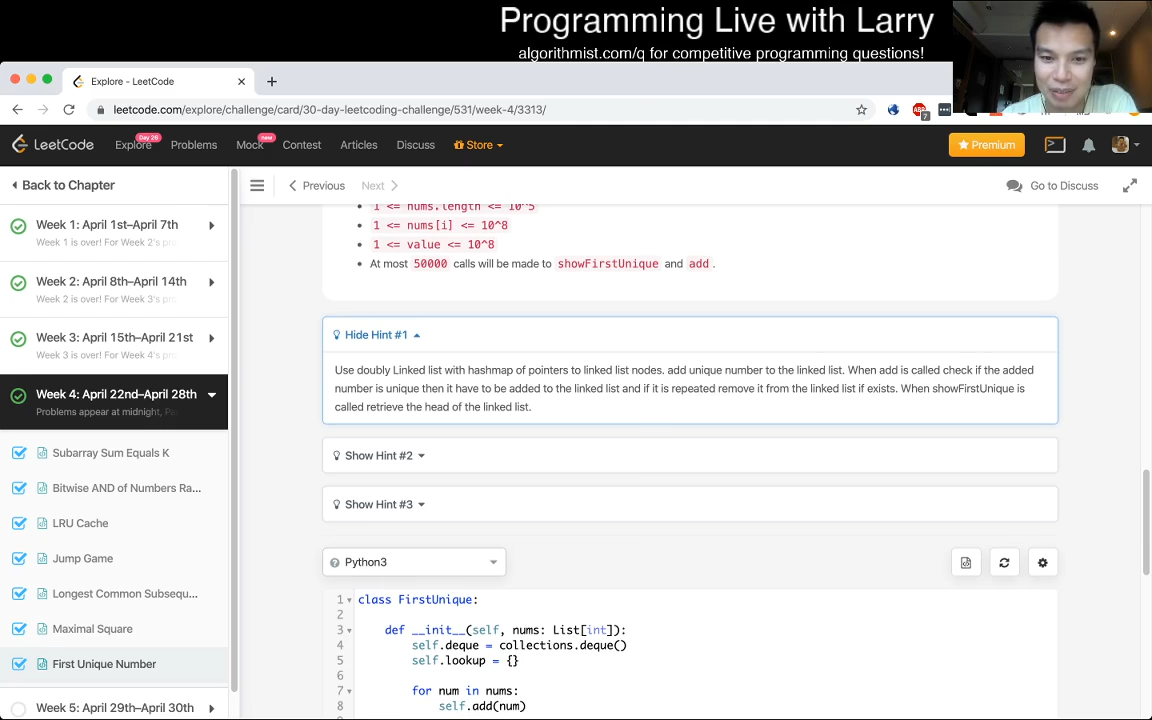 Programming Live with Larry
algorithmist.com/q for competitive programming questions!
Explore - LeetCode
leetcode.com/explore/challenge/card/30-day-leetcoding-challenge/531/week-4/3313/
ABP
7
LeetCode
Explore
Problems
Mock
new
Contest
Articles
Discuss
Store
Premium
Back to Chapter
Previous
Next
Go to Discuss
Week 1: April 1st–April 7th
Week 1 is over! For Week 2's pro
Week 2: April 8th–April 14th
Week 2 is over! For Week 3's pro
Week 3: April 15th–April 21st
Week 3 is over! For Week 4's pro
Week 4: April 22nd–April 28th
Problems appear at midnight,
Subarray Sum Equals K
Bitwise AND of Numbers Ra...
LRU Cache
Jump Game
Longest Common Subsequ...
Maximal Square
First Unique Number
Week 5: April 29th–April 30th
1 <= nums.length <= 10^5
1 <= nums[i] <= 10^8
1 <= value <= 10^8
At most 50000 calls will be made to showFirstUnique and add .
Hide Hint #1
Use doubly Linked list with hashmap of pointers to linked list nodes. add unique number to the linked list. When add is called check if the added
number is unique then it have to be added to the linked list and if it is repeated remove it from the linked list if exists. When showFirstUnique is
called retrieve the head of the linked list.
Show Hint #2
Show Hint #3
Python3
1 class FirstUnique:
2
3 def __init__(self, nums: List[int]):
4 self.deque = collections.deque()
5 self.lookup = {}
6
7 for num in nums:
8 self.add(num)